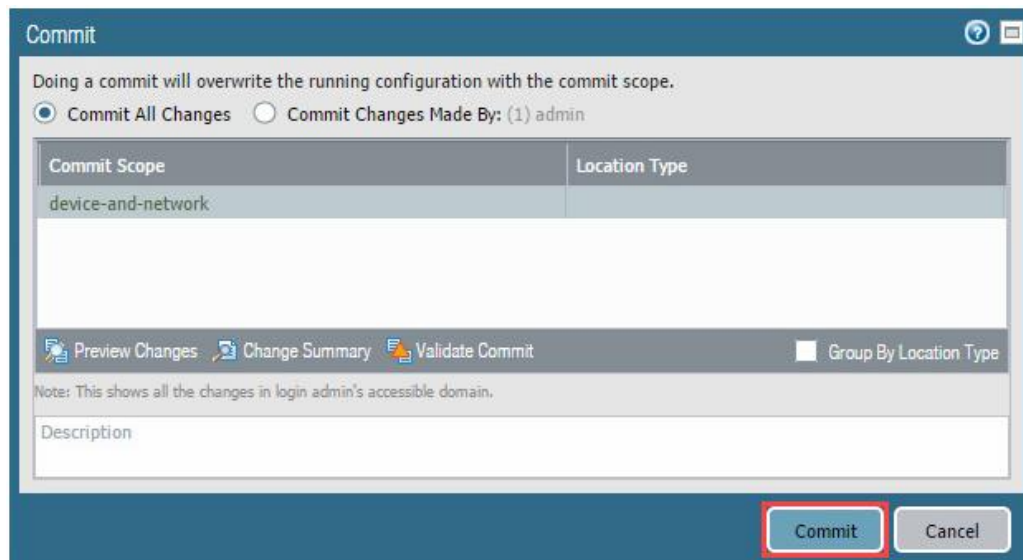 Commit
Doing a commit will overwrite the running configuration with the commit scope.
Commit All Changes Commit Changes Made By: (1) admin
Commit Scope Location Type
device-and-network
Preview Changes Change Summary Validate Commit Group By Location Type
Note: This shows all the changes in login admin's accessible domain.
Description
Commit Cancel